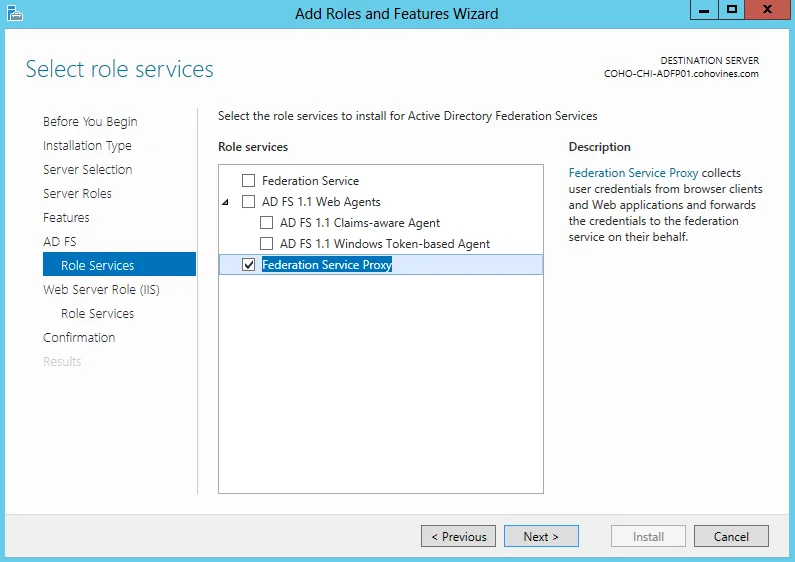 Add Roles and Features Wizard
Select role services
DESTINATION SERVER
COHO-CHI-ADFP01.cohovines.com
Before You Begin
Installation Type
Server Selection
Server Roles
Features
AD FS
Role Services
Web Server Role (IIS)
Role Services
Confirmation
Results
Select the role services to install for Active Directory Federation Services
Role services
Federation Service
AD FS 1.1 Web Agents
AD FS 1.1 Claims-aware Agent
AD FS 1.1 Windows Token-based Agent
Federation Service Proxy
Description
Federation Service Proxy collects
user credentials from browser clients
and Web applications and forwards
the credentials to the federation
service on their behalf.
< Previous
Next >
Install
Cancel